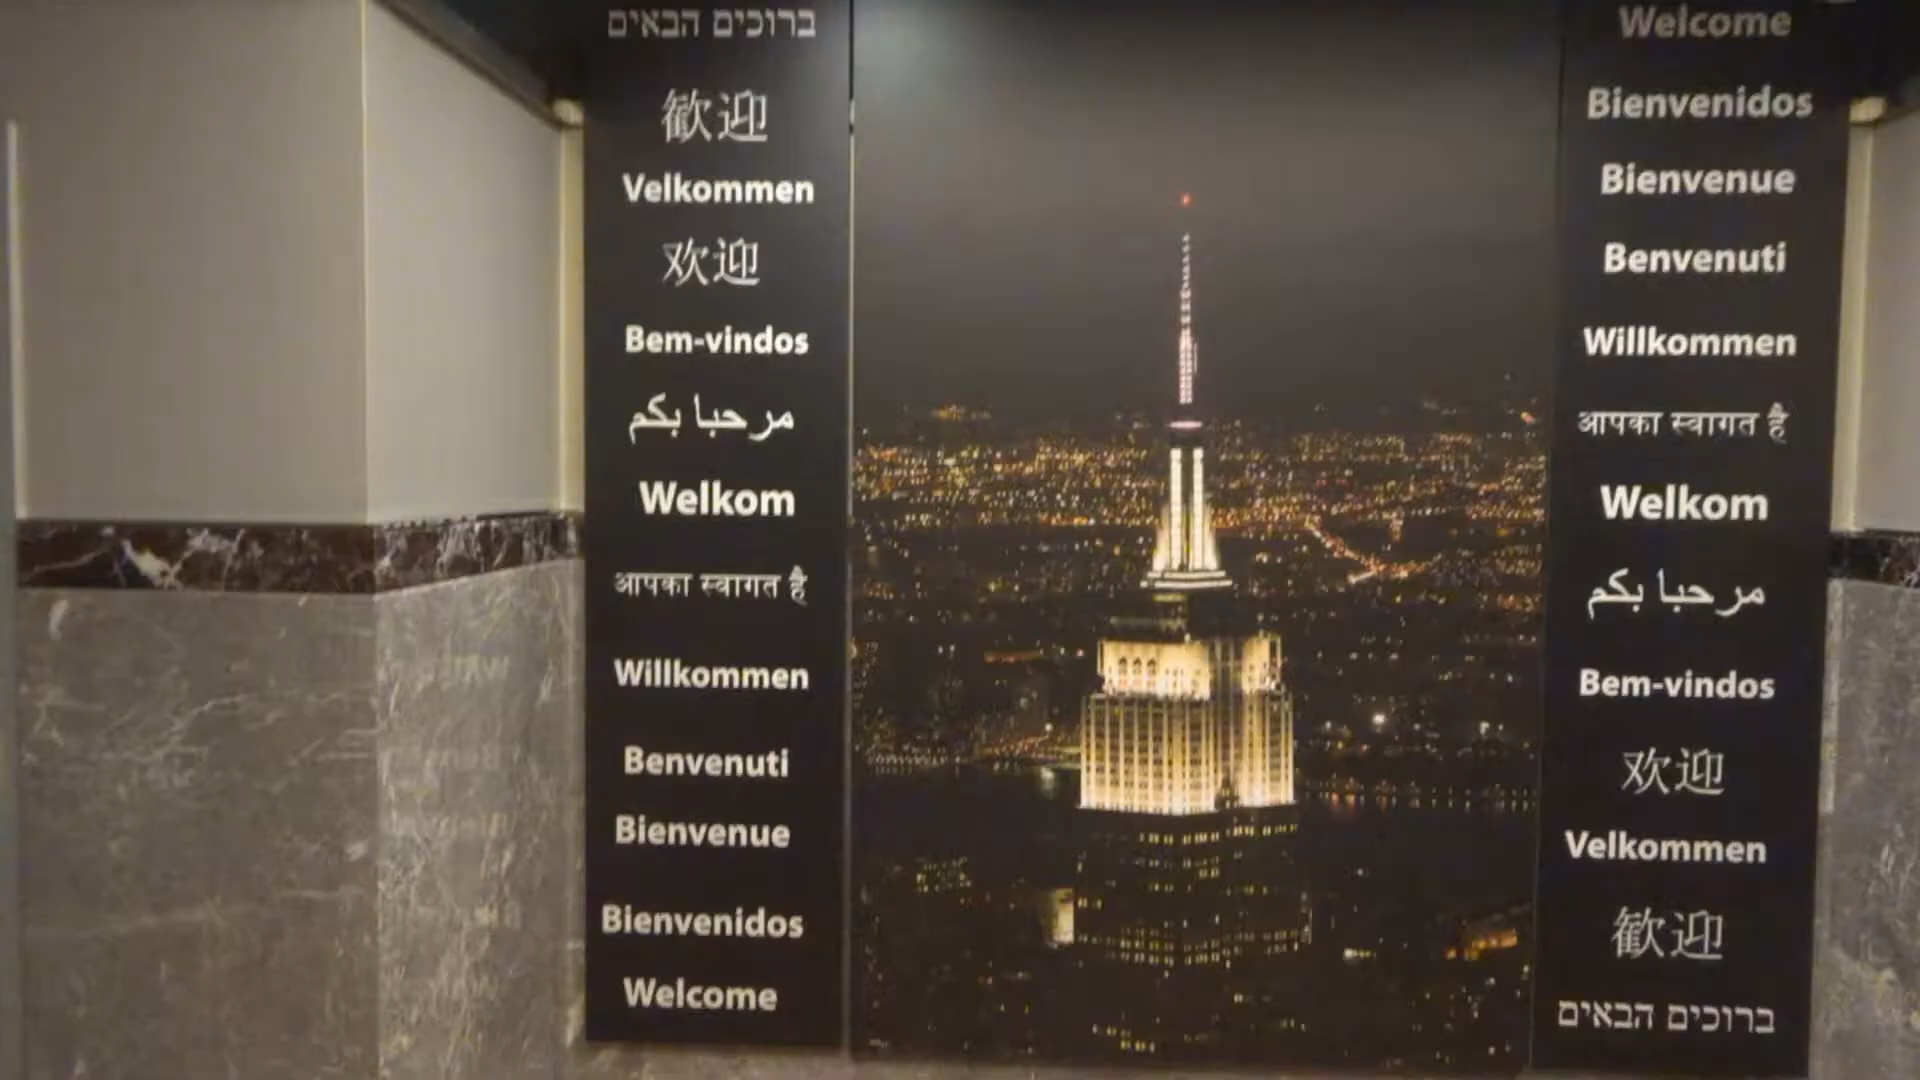 ברוכים הבאים
歡迎
Velkommen
欢迎
Bem-vindos
مرحبا بكم
Welkom
आपका स्वागत है
Willkommen
Benvenuti
Bienvenue
Bienvenidos
Welcome
Welcome
Bienvenidos
Bienvenue
Benvenuti
Willkommen
आपका स्वागत है
Welkom
مرحبا بكم
Bem-vindos
欢迎
Velkommen
歡迎
ברוכים הבאים